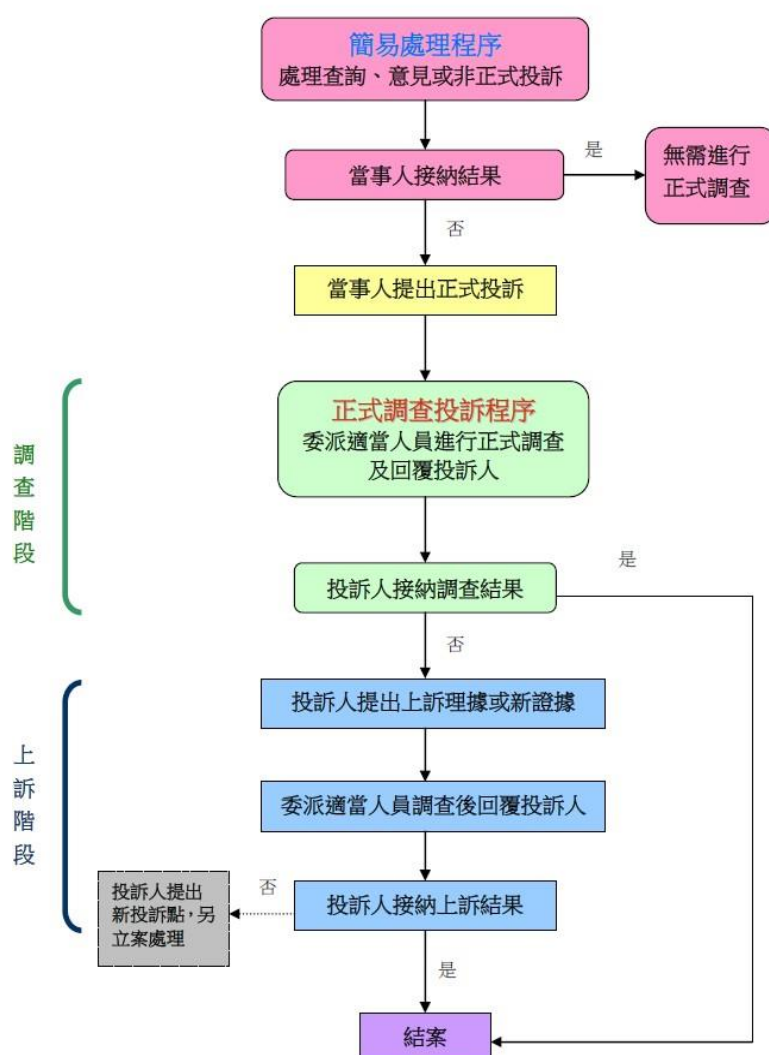 簡易處理程序
處理查詢、意見或非正式投訴
當事人接納結果
是
無需進行
正式調查
否
當事人提出正式投訴
調查階段
正式調查投訴程序
委派適當人員進行正式調查
及回覆投訴人
投訴人接納調查結果
是
否
上訴階段
投訴人提出上訴理據或新證據
委派適當人員調查後回覆投訴人
投訴人接納上訴結果
否
投訴人提出
新投訴點，另
立案處理
是
結案